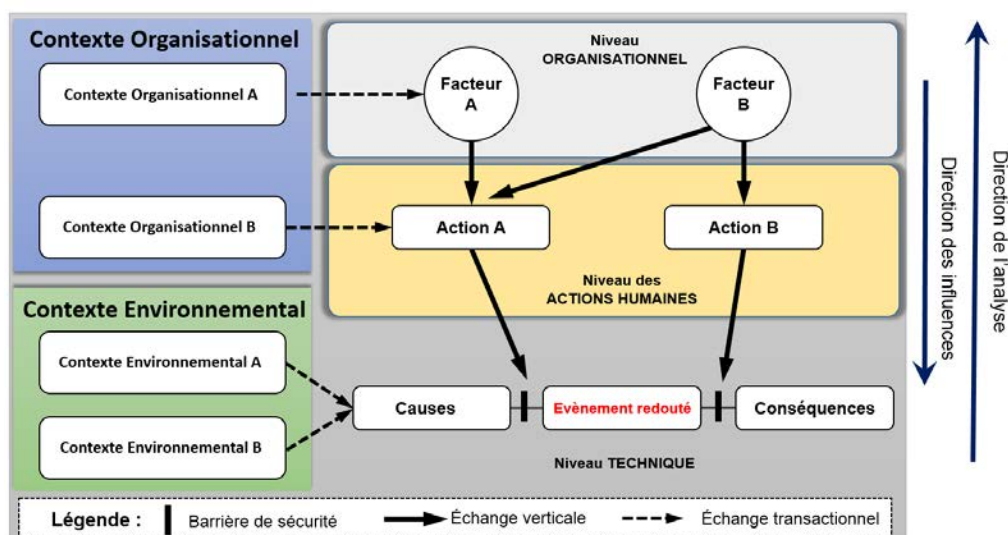 Contexte Organisationnel
Contexte Organisationnel A
Contexte Organisationnel B
Niveau
ORGANISATIONNEL
Facteur
A
Facteur
B
Action A
Action B
Niveau des
ACTIONS HUMAINES
Contexte Environnemental
Contexte Environnemental A
Contexte Environnemental B
Causes
Evènement redouté
Conséquences
Niveau TECHNIQUE
Direction des influences
Direction de l'analyse
Légende :
Barrière de sécurité
Échange verticale
Échange transactionnel